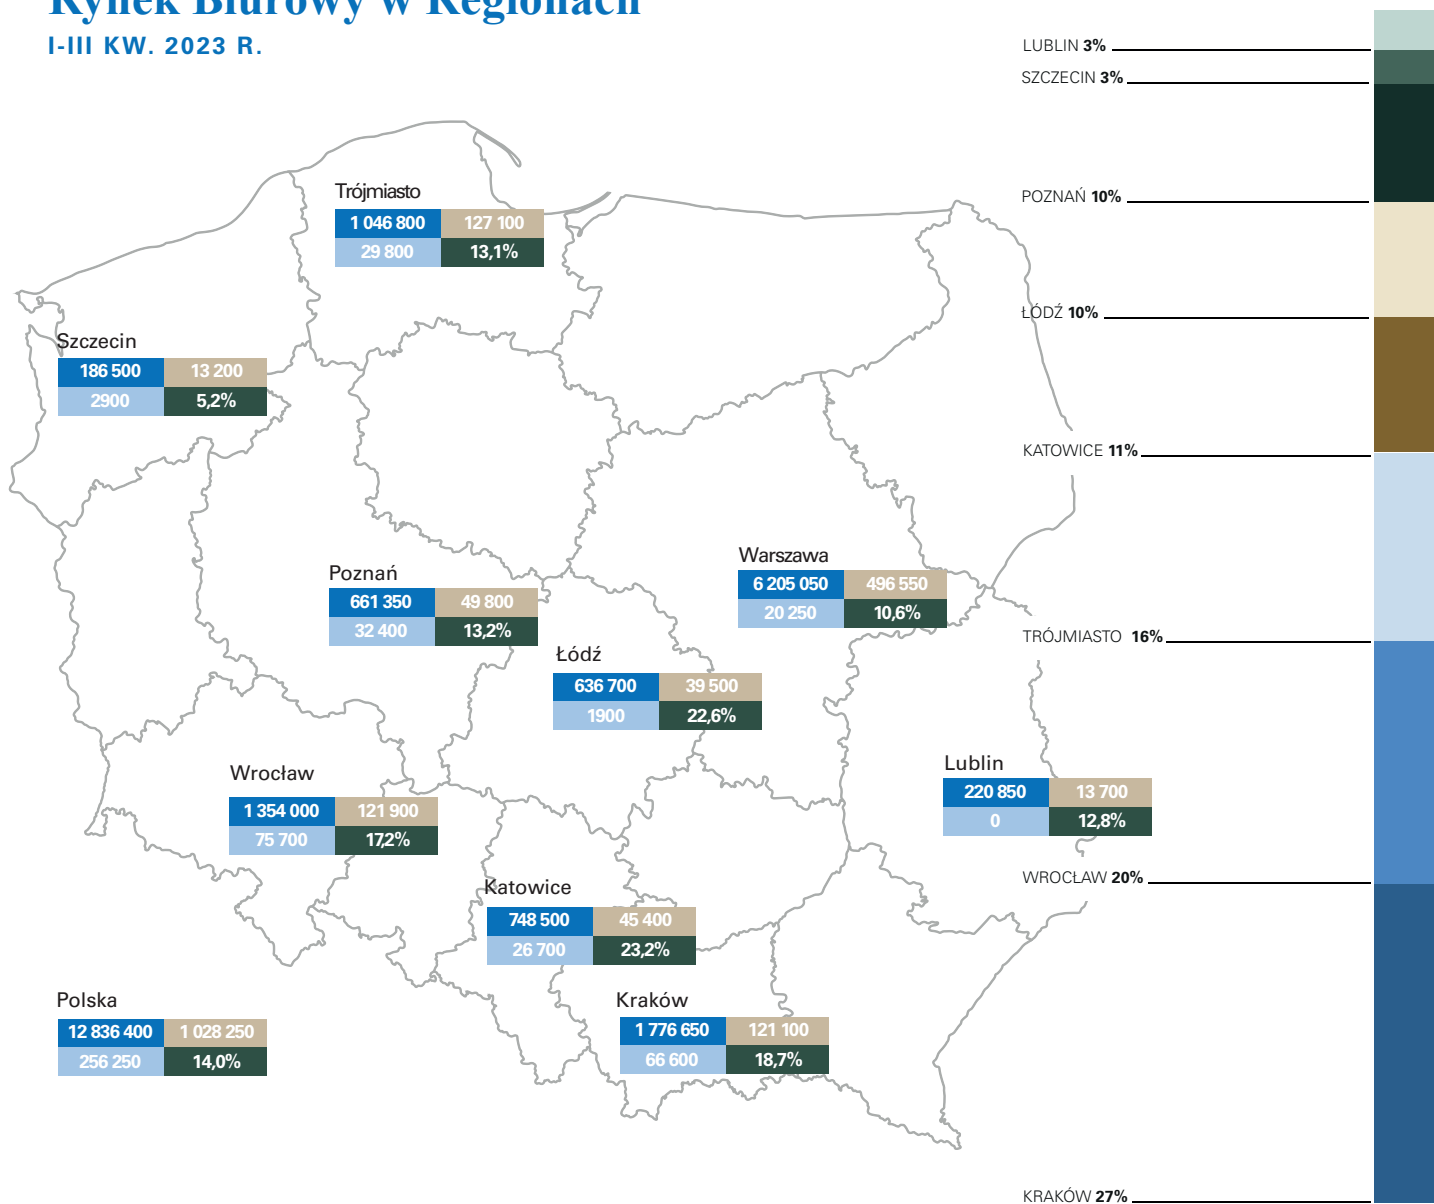 Rynek Biurowy w Regionach
I-III KW. 2023 R.
LUBLIN 3%
SZCZECIN 3%
POZNAŃ 10%
ŁÓDŹ 10%
KATOWICE 11%
TRÓJMIASTO 16%
WROCŁAW 20%
KRAKÓW 27%
Trójmiasto
1 046 800 127 100
29 800 13,1%
Szczecin
186 500 13 200
2900 5,2%
Poznań
661 350 49 800
32 400 13,2%
Warszawa
6 205 050 496 550
20 250 10,6%
Łódź
636 700 39 500
1900 22,6%
Wrocław
1 354 000 121 900
75 700 17,2%
Lublin
220 850 13 700
0 12,8%
Katowice
748 500 45 400
26 700 23,2%
Polska
12 836 400 1 028 250
256 250 14,0%
Kraków
1 776 650 121 100
66 600 18,7%